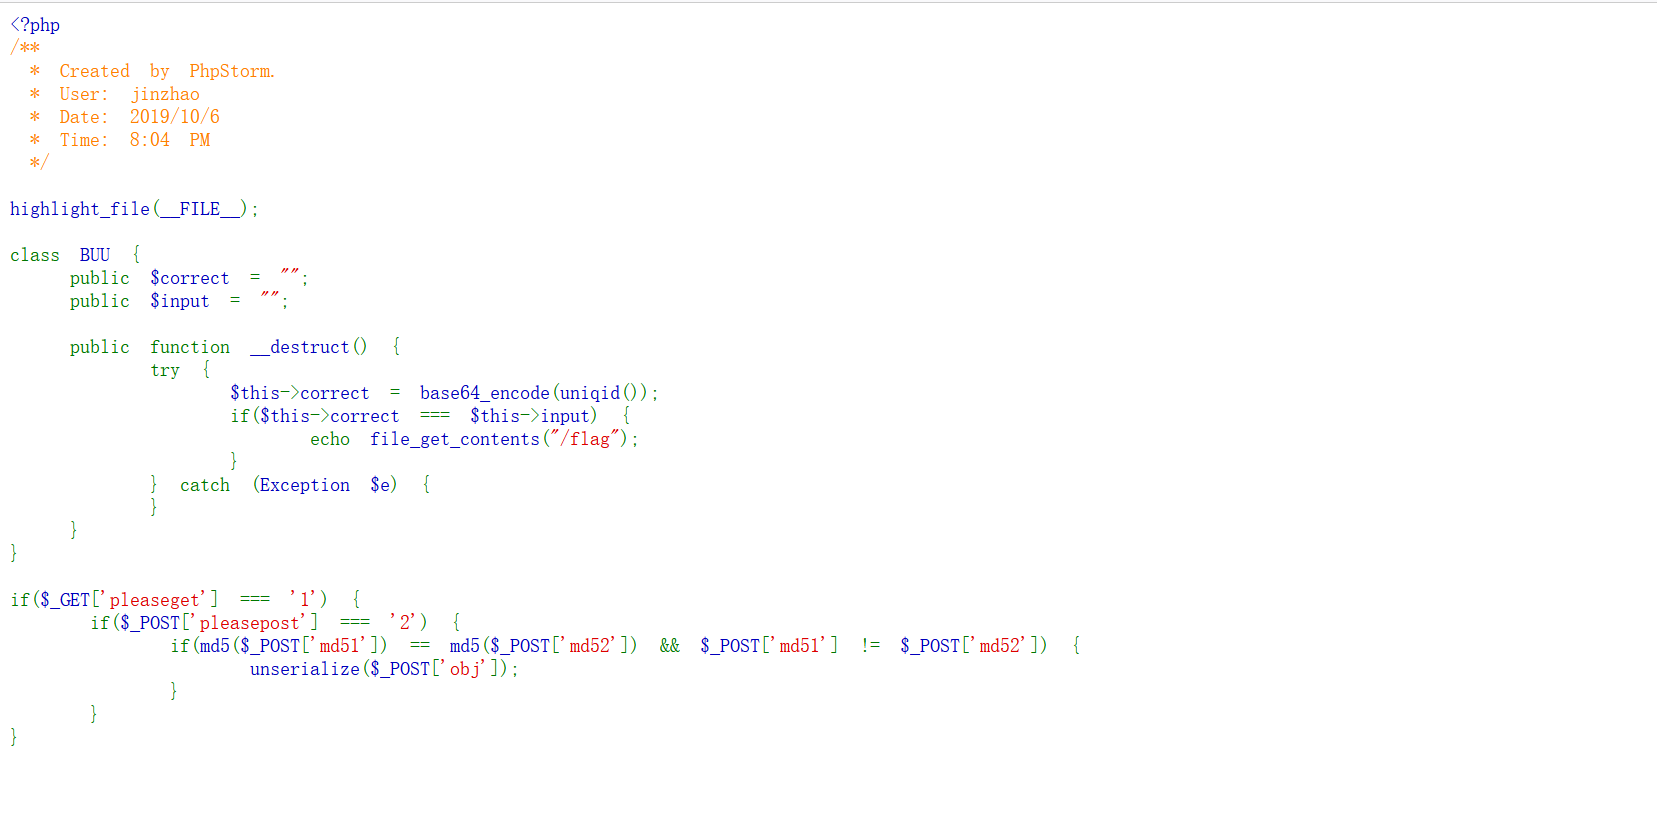 <?php
/**
 * Created by PhpStorm.
 * User: jinzhao
 * Date: 2019/10/6
 * Time: 8:04 PM
 */
highlight_file(__FILE__);
class BUU {
public $correct = "";
public $input = "";
public function __destruct() {
try {
$this->correct = base64_encode(uniqid());
if($this->correct === $this->input) {
echo file_get_contents("/flag");
}
} catch (Exception $e) {
}
}
}
if($_GET['pleaseget'] === '1') {
if($_POST['pleasepost'] === '2') {
if(md5($_POST['md51']) == md5($_POST['md52']) && $_POST['md51'] != $_POST['md52']) {
unserialize($_POST['obj']);
}
}
}